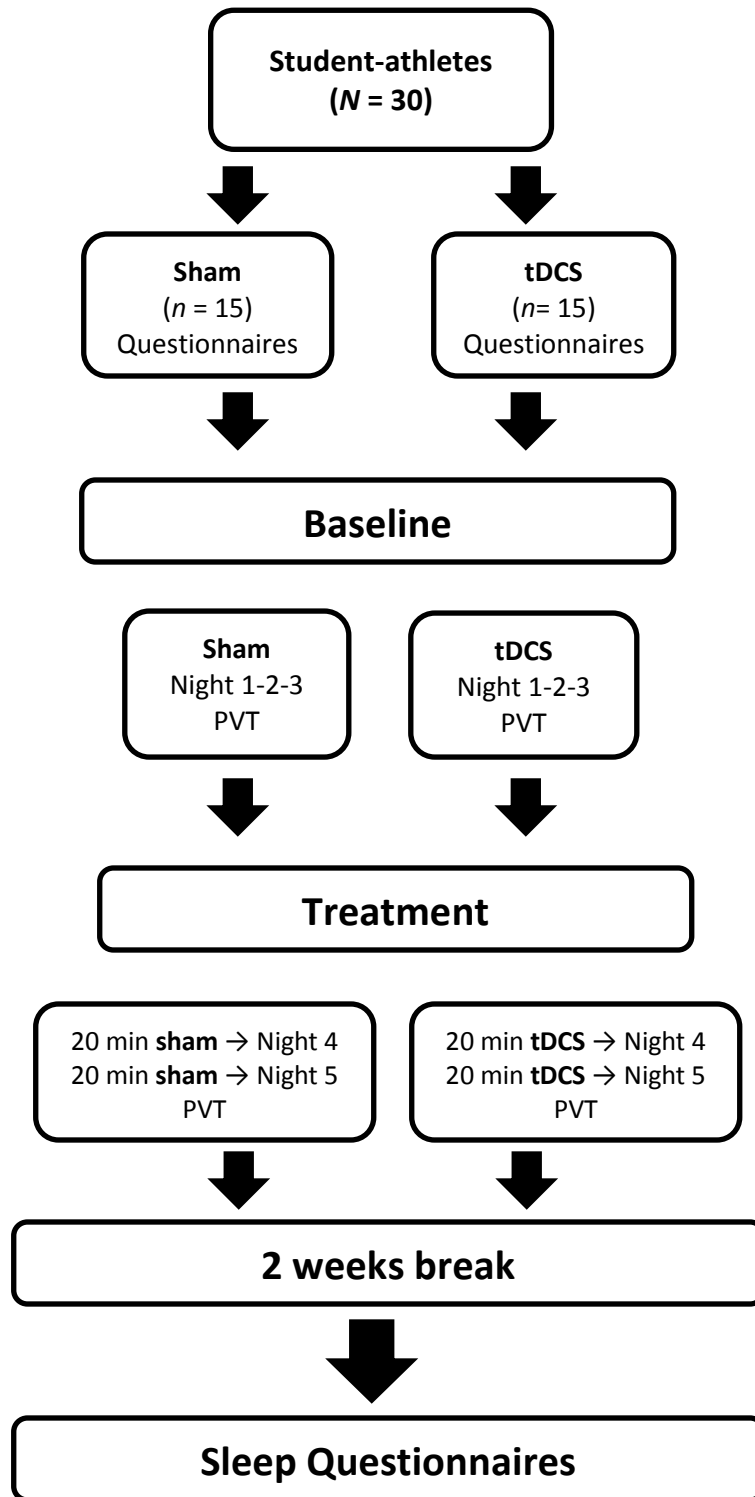 Student-athletes
(N = 30)
Sham
(n = 15)
Questionnaires
tDCS
(n= 15)
Questionnaires
Baseline
Sham
Night 1-2-3
PVT
tDCS
Night 1-2-3
PVT
Treatment
20 min sham → Night 4
20 min sham → Night 5
PVT
20 min tDCS → Night 4
20 min tDCS → Night 5
PVT
2 weeks break
Sleep Questionnaires